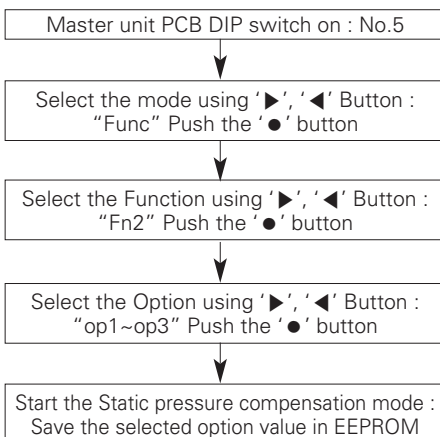 Master unit PCB DIP switch on : No.5
Select the mode using ‘▶’, ‘◀’ Button :
“Func” Push the ‘●’ button
Select the Function using ‘▶’, ‘◀’ Button :
“Fn2” Push the ‘●’ button
Select the Option using ‘▶’, ‘◀’ Button :
“op1~op3” Push the ‘●’ button
Start the Static pressure compensation mode :
Save the selected option value in EEPROM